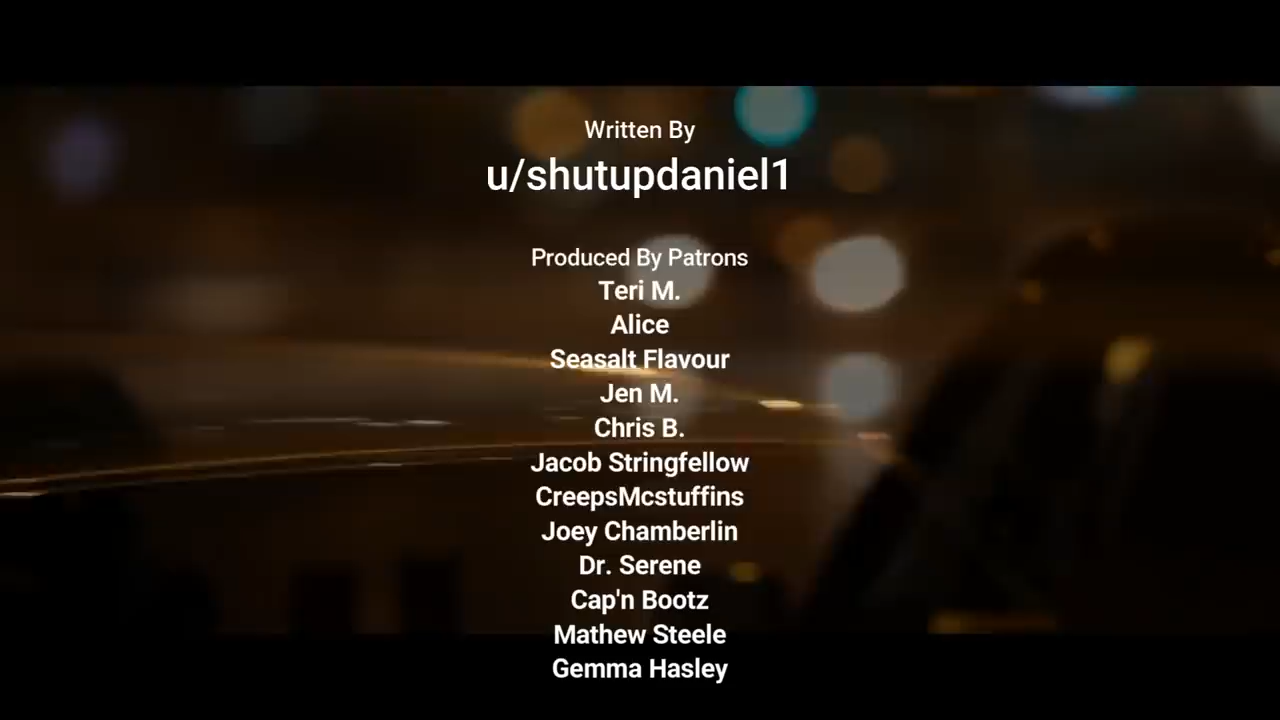 Written By
u/shutupdaniel1
Produced By Patrons
Teri M.
Alice
Seasalt Flavour
Jen M.
Chris B.
Jacob Stringfellow
CreepsMcstuffins
Joey Chamberlin
Dr. Serene
Cap'n Bootz
Mathew Steele
Gemma Hasley